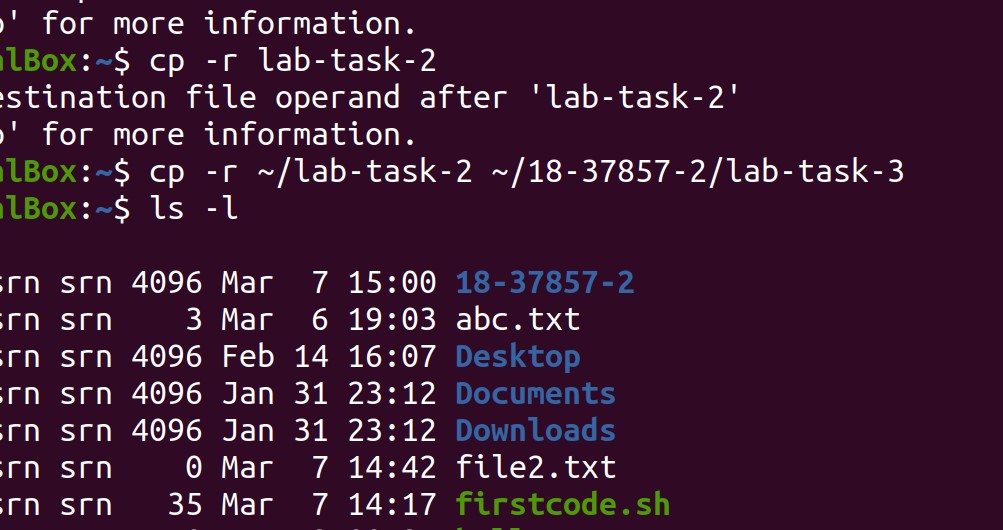 ' for more information.
alBox:~$ cp -r lab-task-2
estination file operand after 'lab-task-2'
' for more information.
alBox:~$ cp -r ~/lab-task-2 ~/18-37857-2/lab-task-3
alBox:~$ ls -l
srn srn 4096 Mar  7 15:00 18-37857-2
srn srn    3 Mar  6 19:03 abc.txt
srn srn 4096 Feb 14 16:07 Desktop
srn srn 4096 Jan 31 23:12 Documents
srn srn 4096 Jan 31 23:12 Downloads
srn srn    0 Mar  7 14:42 file2.txt
srn srn   35 Mar  7 14:17 firstcode.sh